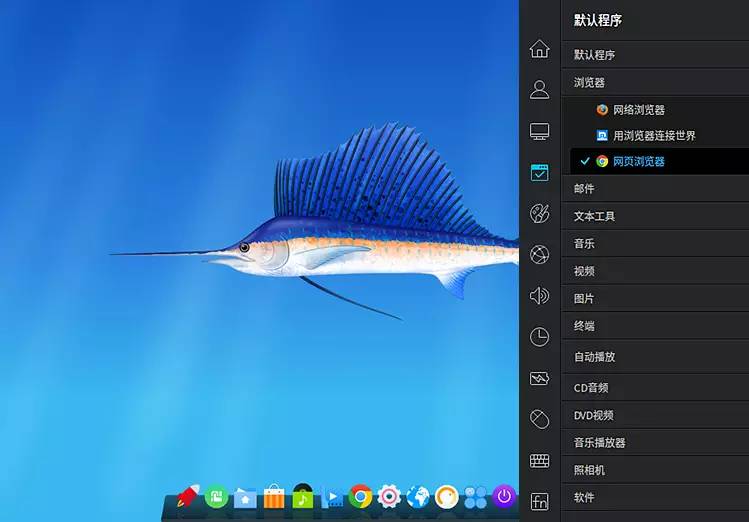 默认程序
默认程序
浏览器
网络浏览器
用浏览器连接世界
网页浏览器
邮件
文本工具
音乐
视频
图片
终端
自动播放
CD音频
DVD视频
音乐播放器
照相机
软件
fn